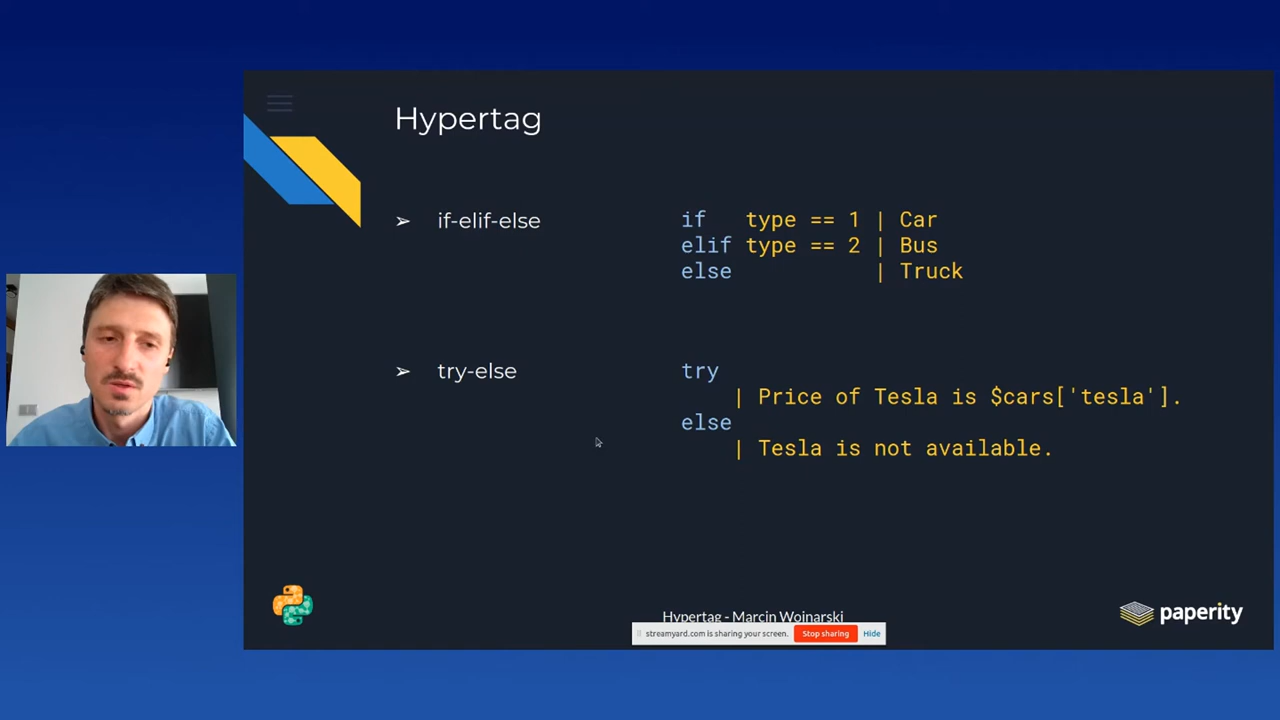 Hypertag
➢ if-elif-else
if type == 1 | Car
elif type == 2 | Bus
else | Truck
➢ try-else
try
| Price of Tesla is $cars['tesla'].
else
| Tesla is not available.
Hypertag - Marcin Wojnarski
streamyard.com is sharing your screen. Stop sharing Hide
paperity